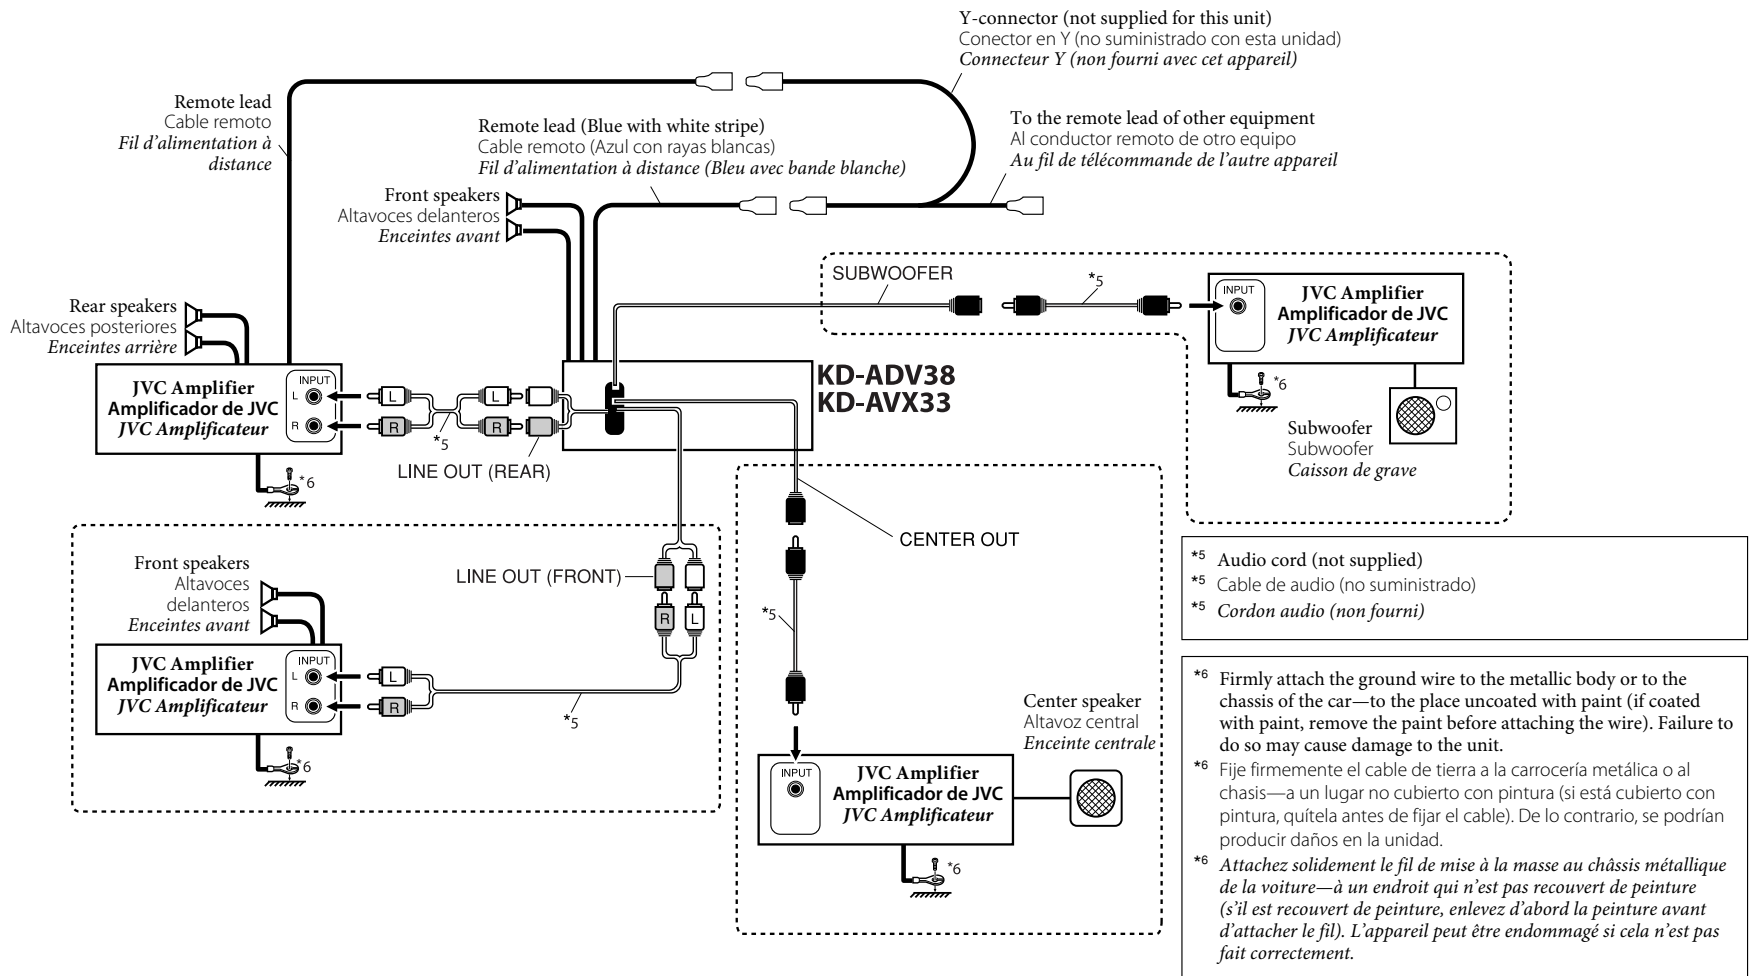 Y-connector (not supplied for this unit)
Conector en Y (no suministrado con esta unidad)
Connecteur Y (non fourni avec cet appareil)
Remote lead
Cable remoto
Fil d'alimentation à
distance
Remote lead (Blue with white stripe)
Cable remoto (Azul con rayas blancas)
Fil d'alimentation à distance (Bleu avec bande blanche)
To the remote lead of other equipment
Al conductor remoto de otro equipo
Au fil de télécommande de l'autre appareil
Front speakers
Altavoces delanteros
Enceintes avant
Rear speakers
Altavoces posteriores
Enceintes arrière
JVC Amplifier
Amplificador de JVC
JVC Amplificateur
INPUT
L
R
L
R
*5
L
R
LINE OUT (REAR)
*6
KD-ADV38
KD-AVX33
SUBWOOFER
*5
INPUT
JVC Amplifier
Amplificador de JVC
JVC Amplificateur
*6
Subwoofer
Subwoofer
Caisson de grave
Front speakers
Altavoces
delanteros
Enceintes avant
LINE OUT (FRONT)
R
L
JVC Amplifier
Amplificador de JVC
JVC Amplificateur
INPUT
L
R
L
R
*5
*6
CENTER OUT
*5
Center speaker
Altavoz central
Enceinte centrale
INPUT
JVC Amplifier
Amplificador de JVC
JVC Amplificateur
*6
*5 Audio cord (not supplied)
*5 Cable de audio (no suministrado)
*5 Cordon audio (non fourni)
*6 Firmly attach the ground wire to the metallic body or to the
chassis of the car—to the place uncoated with paint (if coated
with paint, remove the paint before attaching the wire). Failure to
do so may cause damage to the unit.
*6 Fije firmemente el cable de tierra a la carrocería metálica o al
chasis—a un lugar no cubierto con pintura (si está cubierto con
pintura, quítela antes de fijar el cable). De lo contrario, se podrían
producir daños en la unidad.
*6 Attachez solidement le fil de mise à la masse au châssis métallique
de la voiture—à un endroit qui n'est pas recouvert de peinture
(s'il est recouvert de peinture, enlevez d'abord la peinture avant
d'attacher le fil). L'appareil peut être endommagé si cela n'est pas
fait correctement.